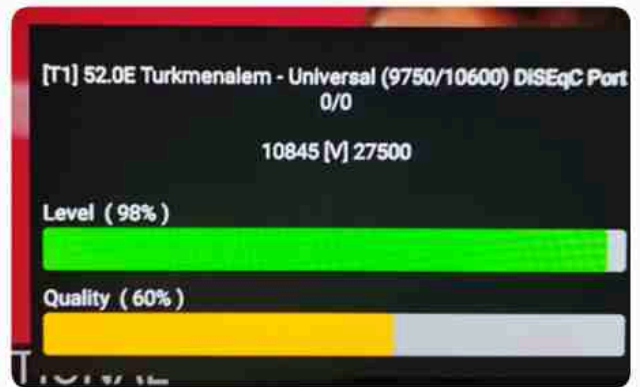 [T1] 52.0E Turkmenalem - Universal (9750/10600) DiSEqC Port
0/0
10845 [V] 27500
Level ( 98% )
Quality ( 60% )